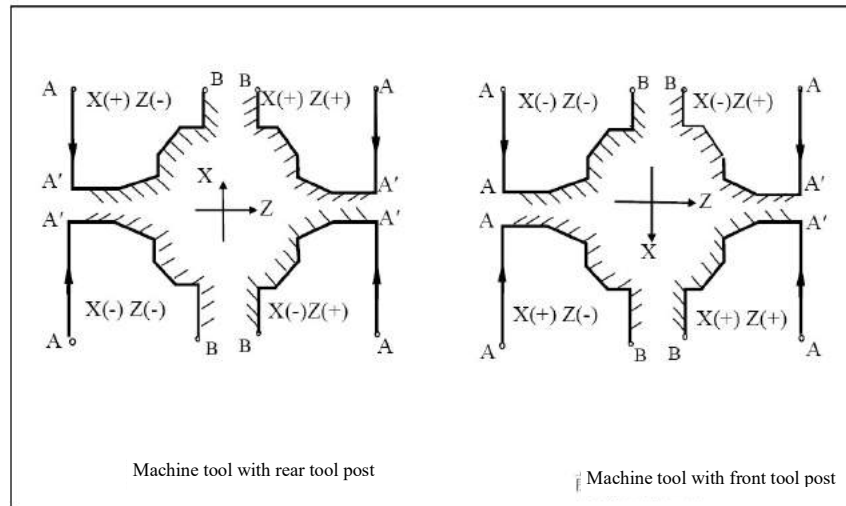 A X(+) Z(-) B B X(+) Z(+) A
A' A'
X
Z
A' A'
X(-) Z(-) X(-)Z(+)
A B B A
A X(-) Z(-) B B X(-)Z(+) A
A A'
Z
X
A A'
X(+) Z(-) X(+) Z(+)
A B B A
Machine tool with rear tool post
Machine tool with front tool post